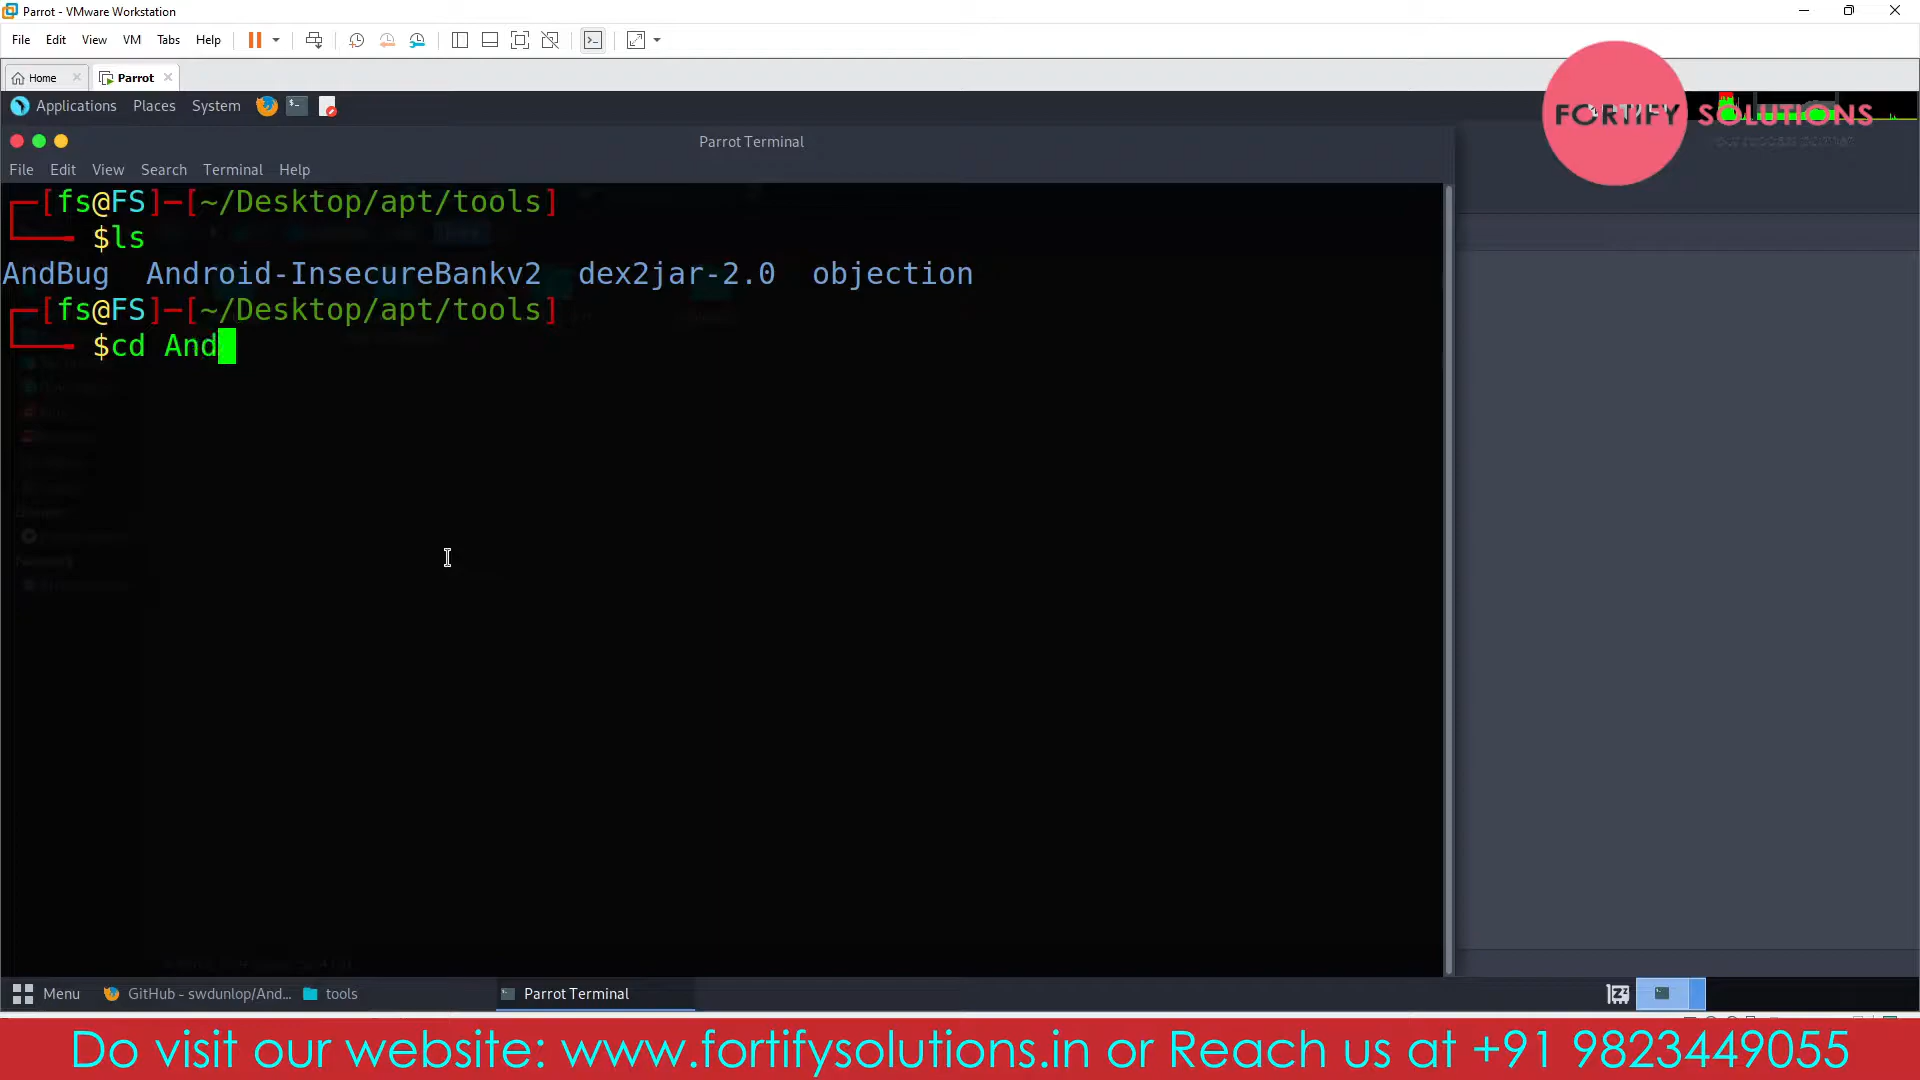 Parrot - VMware Workstation
File Edit View VM Tabs Help
Home Parrot
Applications Places System
FORTIFY SOLUTIONS
Parrot Terminal
File Edit View Search Terminal Help
[fs@FS]─[~/Desktop/apt/tools]
$ls
AndBug Android-InsecureBankv2 dex2jar-2.0 objection
[fs@FS]─[~/Desktop/apt/tools]
$cd And
Menu GitHub - swdunlop/And... tools Parrot Terminal
Do visit our website: www.fortifysolutions.in or Reach us at +91 9823449055